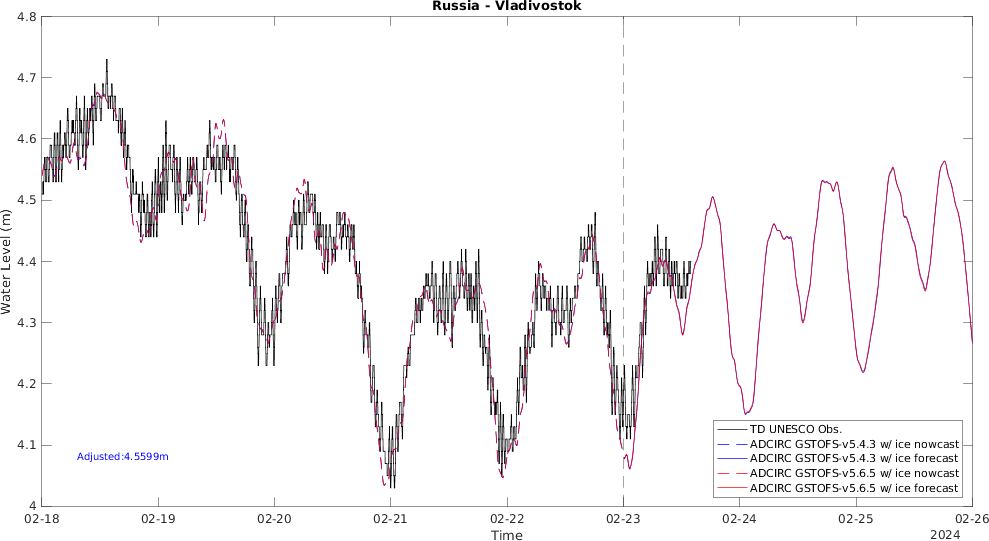 Russia - Vladivostok
4.8
4.7
4.6
4.5
4.4
4.3
4.2
4.1
4
Water Level (m)
Adjusted:4.5599m
TD UNESCO Obs.
ADCIRC GSTOFS-v5.4.3 w/ ice nowcast
ADCIRC GSTOFS-v5.4.3 w/ ice forecast
ADCIRC GSTOFS-v5.6.5 w/ ice nowcast
ADCIRC GSTOFS-v5.6.5 w/ ice forecast
02-18 02-19 02-20 02-21 02-22 02-23 02-24 02-25 02-26
Time
2024